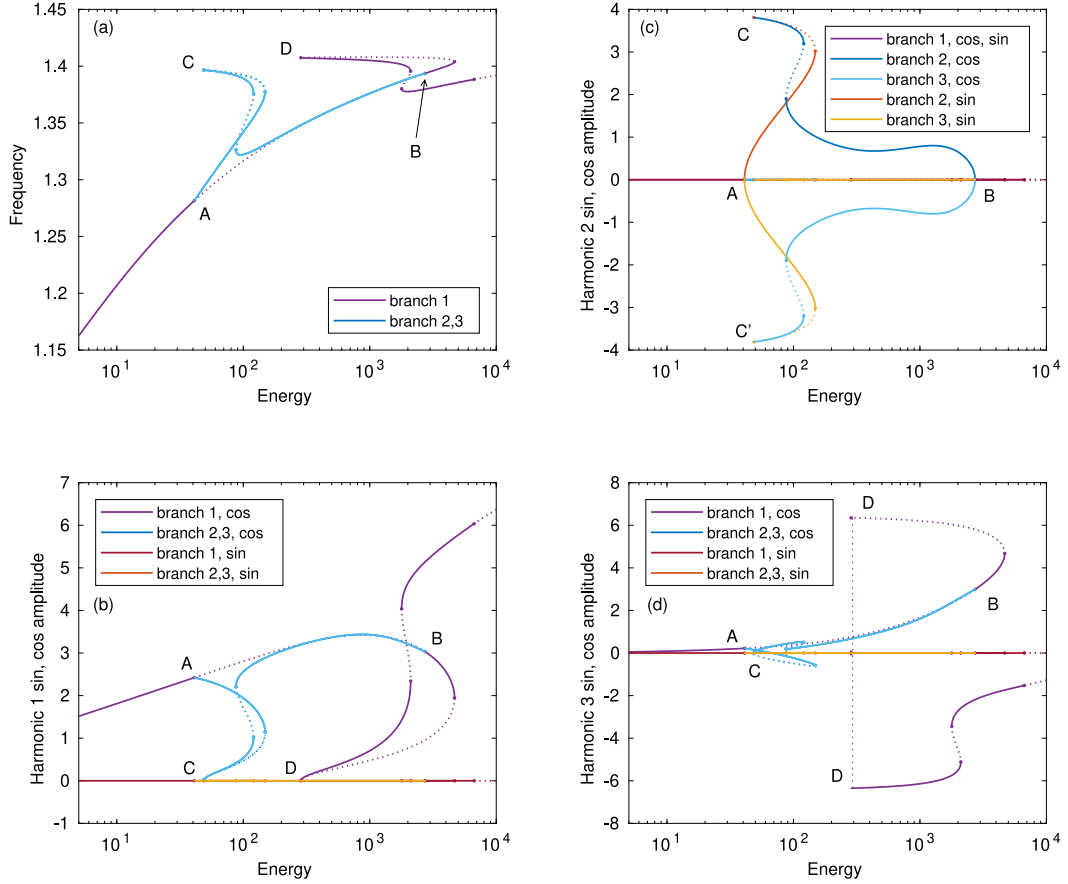 (a)
1.45
1.4
1.35
1.3
1.25
1.2
1.15
Frequency
C
D
B
A
branch 1
branch 2,3
10^1
10^2
10^3
10^4
Energy
(c)
4
3
2
1
0
-1
-2
-3
-4
Harmonic 2 sin, cos amplitude
C
A
B
C'
branch 1, cos, sin
branch 2, cos
branch 3, cos
branch 2, sin
branch 3, sin
10^1
10^2
10^3
10^4
Energy
7
6
5
4
3
2
1
0
-1
Harmonic 1 sin, cos amplitude
branch 1, cos
branch 2,3, cos
branch 1, sin
branch 2,3, sin
(b)
A
B
C
D
10^1
10^2
10^3
10^4
Energy
8
6
4
2
0
-2
-4
-6
-8
Harmonic 3 sin, cos amplitude
branch 1, cos
branch 2,3, cos
branch 1, sin
branch 2,3, sin
(d)
D
B
A
C
D
10^1
10^2
10^3
10^4
Energy